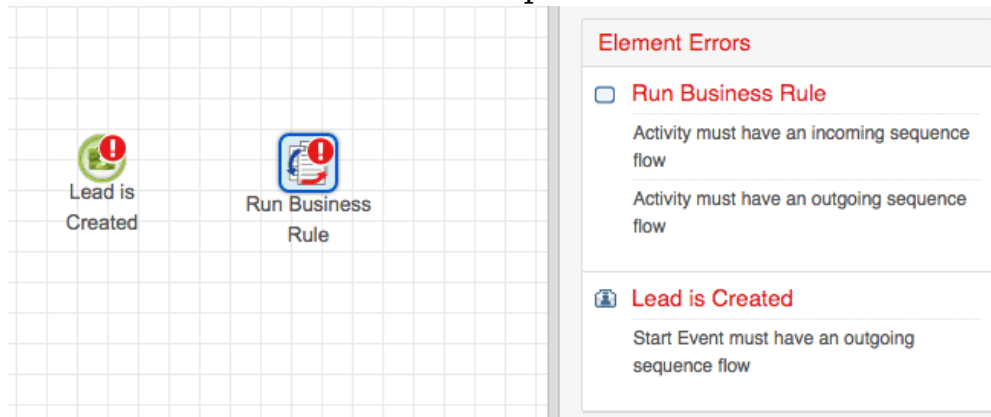 Lead is
Created
Run Business
Rule
Element Errors
Run Business Rule
Activity must have an incoming sequence
flow
Activity must have an outgoing sequence
flow
Lead is Created
Start Event must have an outgoing
sequence flow